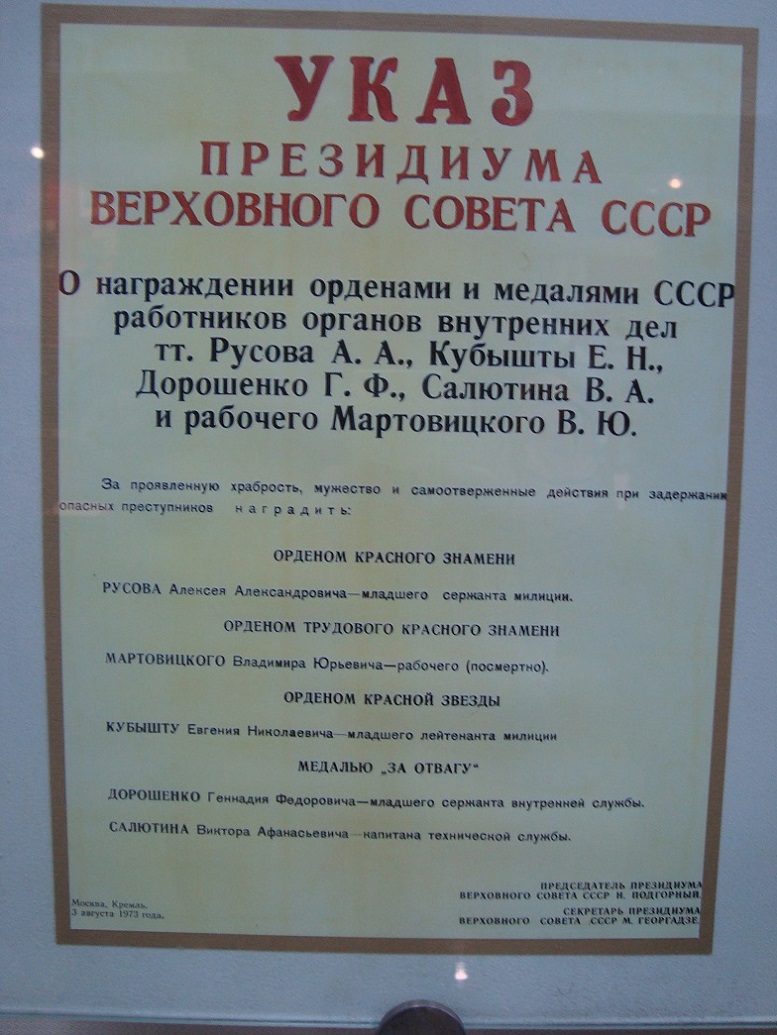 УКАЗ
ПРЕЗИДИУМА
ВЕРХОВНОГО СОВЕТА СССР
О награждении орденами и медалями СССР
работников органов внутренних дел
тт. Русова А. А., Кубышты Е. Н.,
Дорошенко Г. Ф., Салютина В. А.
и рабочего Мартовицкого В. Ю.
За проявленную храбрость, мужество и самоотверженные действия при задержании
опасных преступников наградить:
ОРДЕНОМ КРАСНОГО ЗНАМЕНИ
РУСОВА Алексея Александровича—младшего сержанта милиции.
ОРДЕНОМ ТРУДОВОГО КРАСНОГО ЗНАМЕНИ
МАРТОВИЦКОГО Владимира Юрьевича—рабочего (посмертно).
ОРДЕНОМ КРАСНОЙ ЗВЕЗДЫ
КУБЫШТУ Евгения Николаевича—младшего лейтенанта милиции
МЕДАЛЬЮ „ЗА ОТВАГУ“
ДОРОШЕНКО Геннадия Федоровича—младшего сержанта внутренней службы.
САЛЮТИНА Виктора Афанасьевича—капитана технической службы.
ПРЕДСЕДАТЕЛЬ ПРЕЗИДИУМА
ВЕРХОВНОГО СОВЕТА СССР Н. ПОДГОРНЫЙ.
СЕКРЕТАРЬ ПРЕЗИДИУМА
ВЕРХОВНОГО СОВЕТА СССР М. ГЕОРГАДЗЕ.
Москва, Кремль.
3 августа 1973 года.